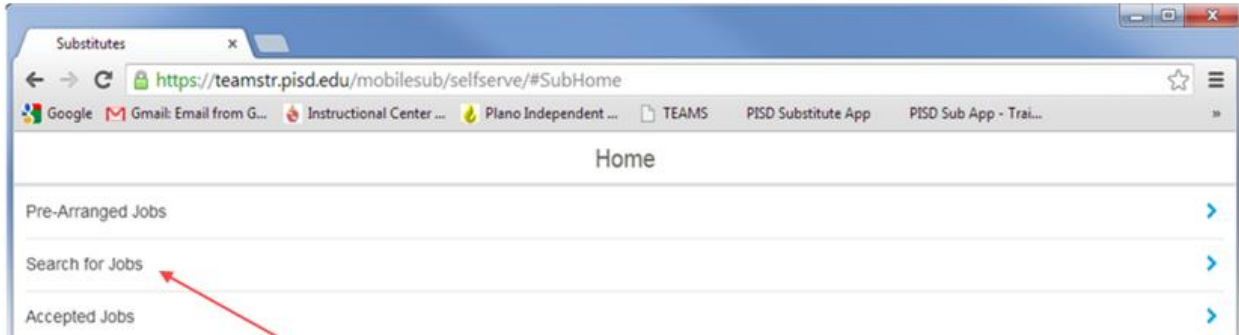 Substitutes
https://teamstr.pisd.edu/mobilesub/selfserve/#SubHome
Google Gmail: Email from G... Instructional Center ... Plano Independent ... TEAMS PISD Substitute App PISD Sub App - Trai... »
Home
Pre-Arranged Jobs
Search for Jobs
Accepted Jobs